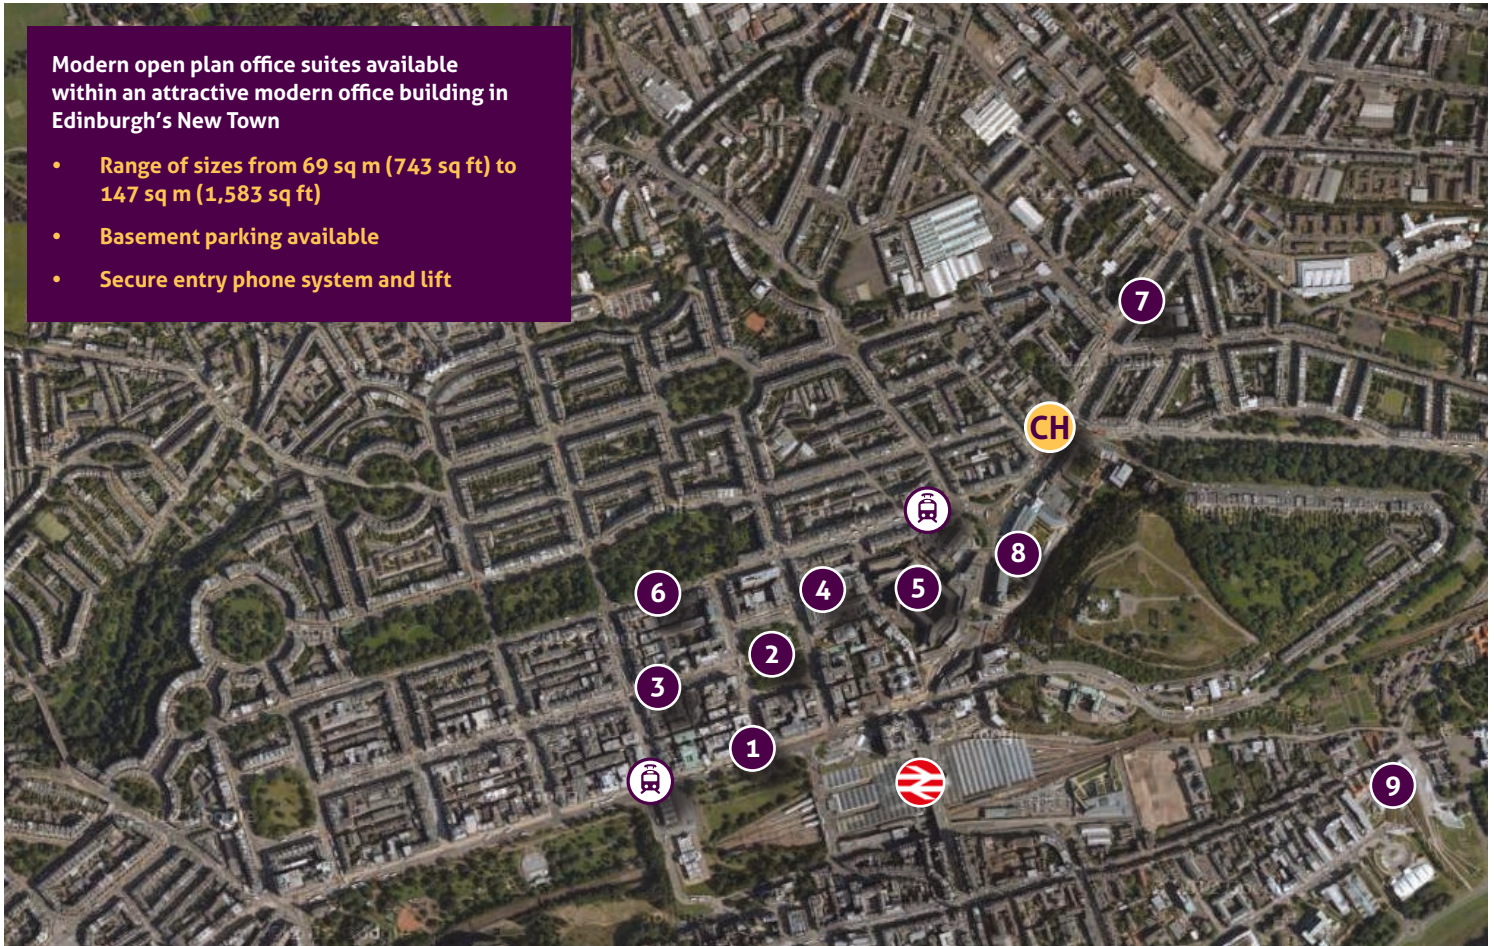 Modern open plan office suites available
within an attractive modern office building in
Edinburgh's New Town
• Range of sizes from 69 sq m (743 sq ft) to
147 sq m (1,583 sq ft)
• Basement parking available
• Secure entry phone system and lift
7
CH
8
6
4
5
2
3
1
9